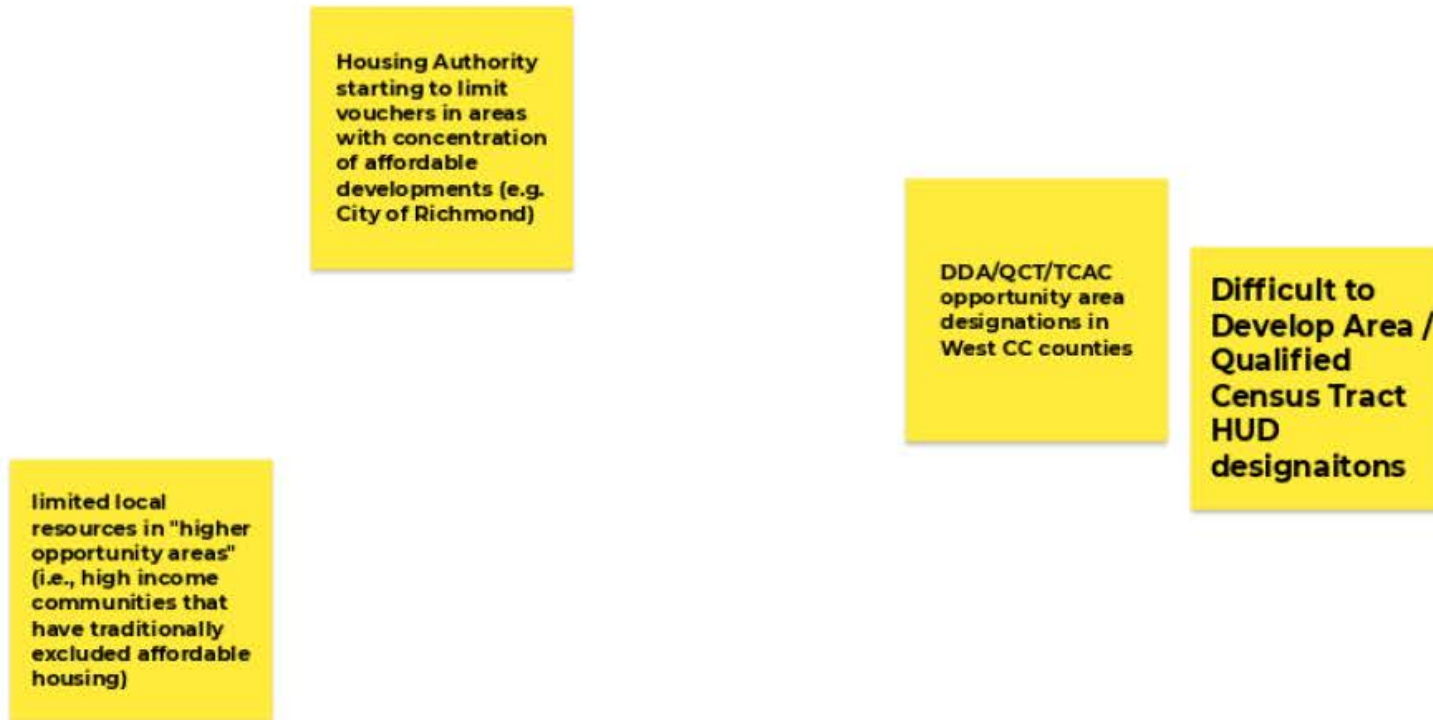 Housing Authority
starting to limit
vouchers in areas
with concentration
of affordable
developments (e.g.
City of Richmond)
DDA/QCT/TCAC
opportunity area
designations in
West CC counties
Difficult to
Develop Area /
Qualified
Census Tract
HUD
designaitons
limited local
resources in "higher
opportunity areas"
(i.e., high income
communities that
have traditionally
excluded affordable
housing)